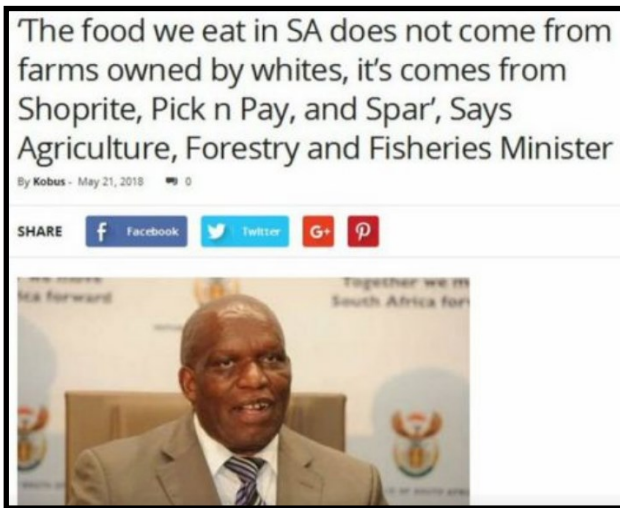 'The food we eat in SA does not come from
farms owned by whites, it's comes from
Shoprite, Pick n Pay, and Spar', Says
Agriculture, Forestry and Fisheries Minister
By Kobus - May 21, 2018 0
SHARE Facebook Twitter G+
ica forward
Together we m
South Africa for